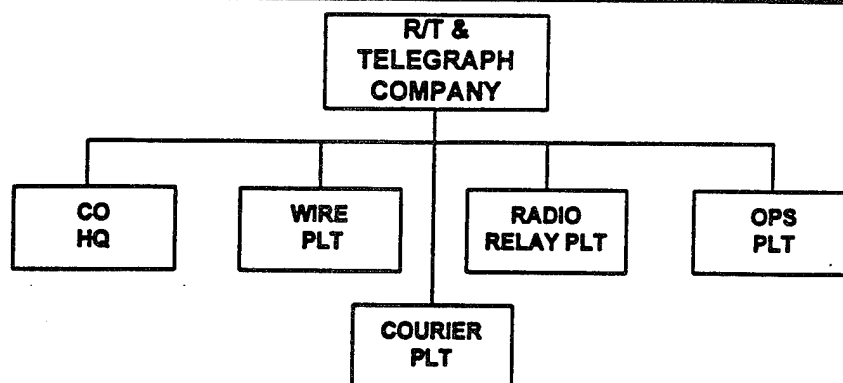 R/T &
TELEGRAPH
COMPANY
CO
HQ
WIRE
PLT
RADIO
RELAY PLT
OPS
PLT
COURIER
PLT